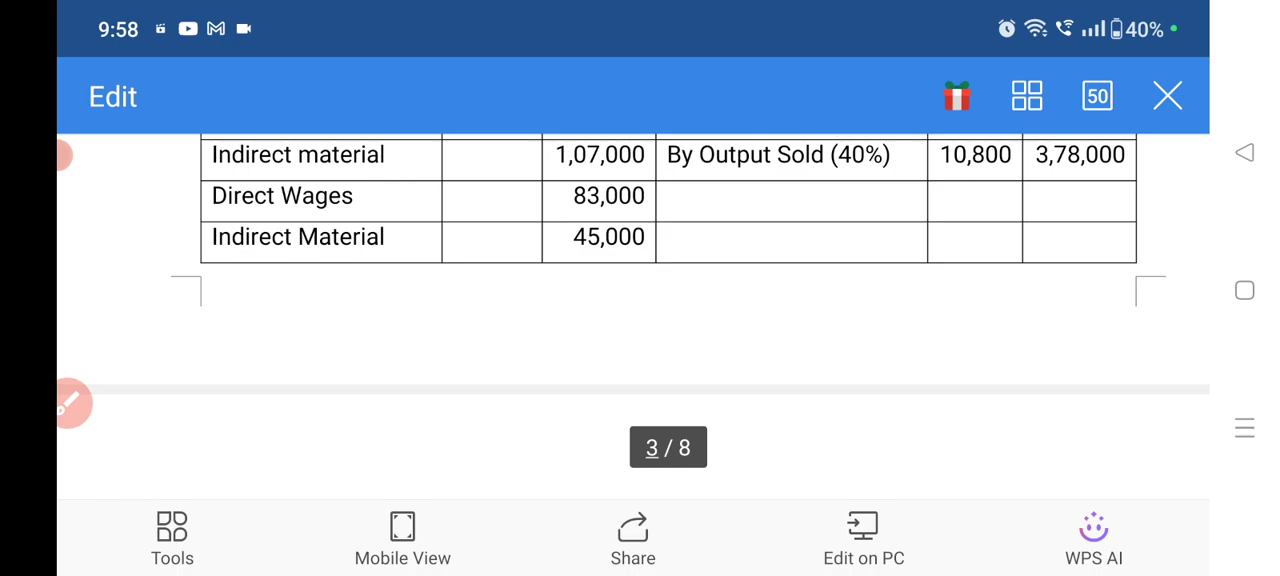 9:58 40%
Edit 50
Indirect material 1,07,000 By Output Sold (40%) 10,800 3,78,000
Direct Wages 83,000
Indirect Material 45,000
3 / 8
Tools Mobile View Share Edit on PC WPS AI